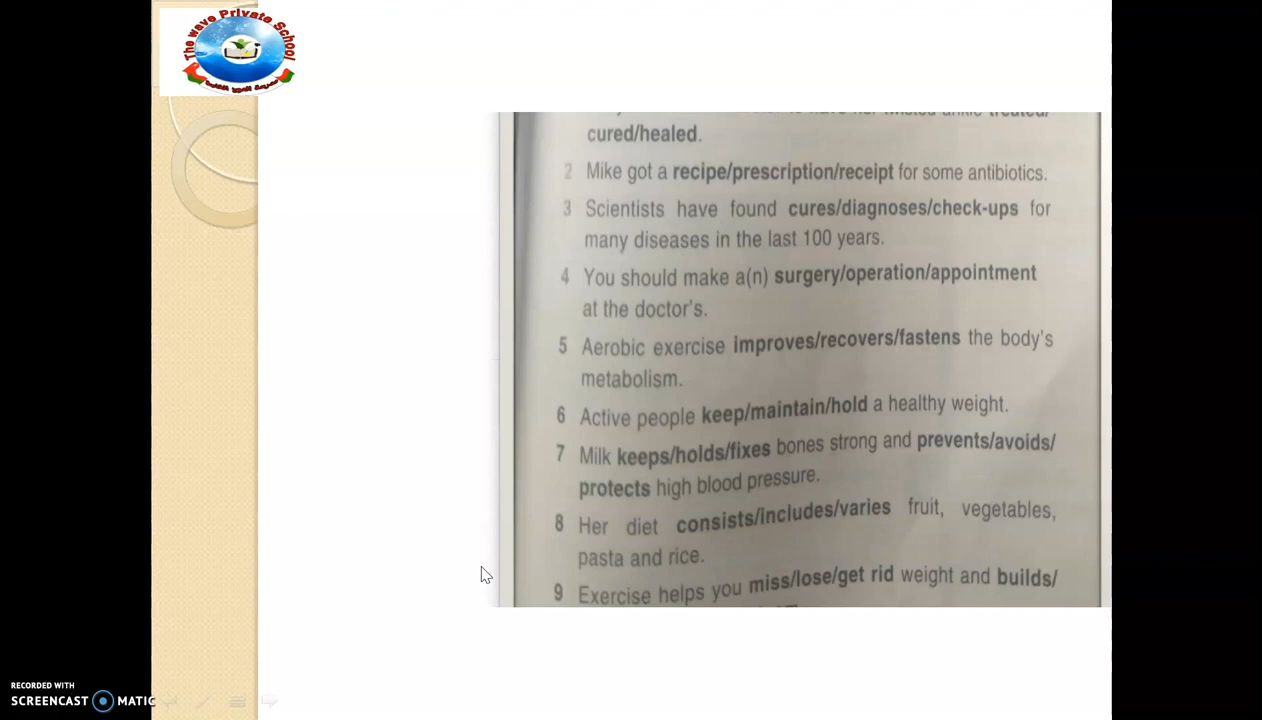 The wave Private School
cured/healed.
2 Mike got a recipe/prescription/receipt for some antibiotics.
3 Scientists have found cures/diagnoses/check-ups for
many diseases in the last 100 years.
4 You should make a(n) surgery/operation/appointment
at the doctor's.
5 Aerobic exercise improves/recovers/fastens the body's
metabolism.
6 Active people keep/maintain/hold a healthy weight.
7 Milk keeps/holds/fixes bones strong and prevents/avoids/
protects high blood pressure.
8 Her diet consists/includes/varies fruit, vegetables,
pasta and rice.
9 Exercise helps you miss/lose/get rid weight and builds/
RECORDED WITH
SCREENCAST MATIC